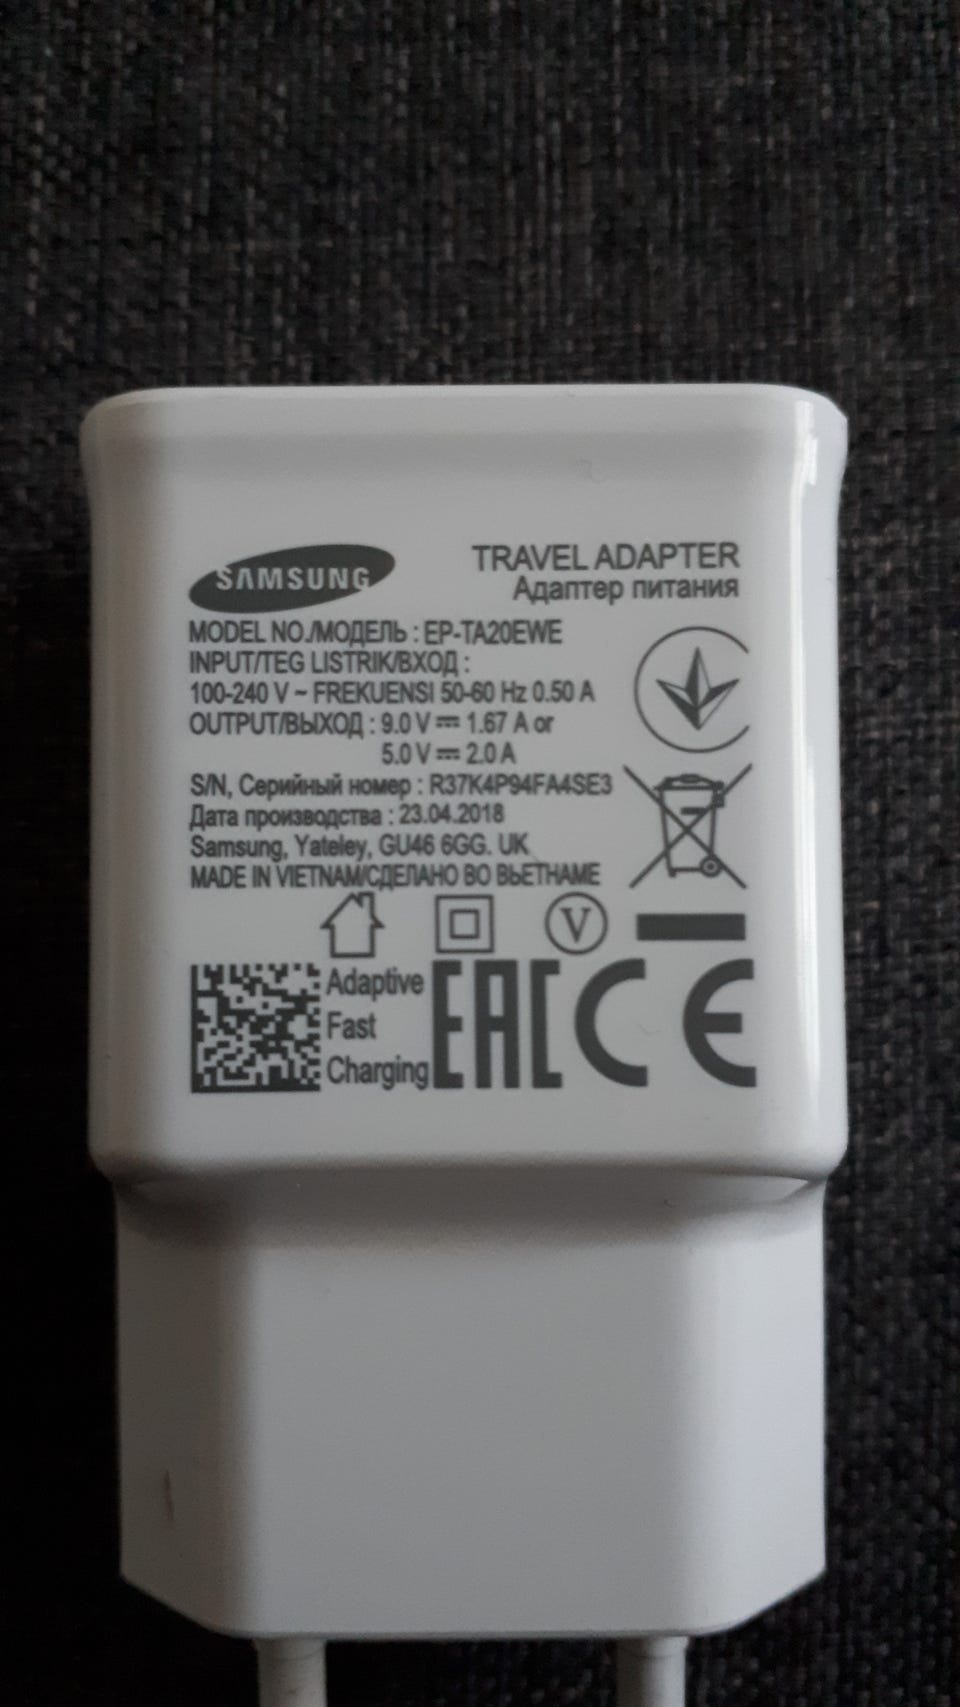 SAMSUNG
TRAVEL ADAPTER
Адаптер питания
MODEL NO./МОДЕЛЬ : EP-TA20EWE
INPUT/TEG LISTRIK/ВХОД :
100-240 V ~ FREKUENSI 50-60 Hz 0.50 A
OUTPUT/ВЫХОД : 9.0 V ⎓ 1.67 A or
5.0 V ⎓ 2.0 A
S/N, Серийный номер : R37K4P94FA4SE3
Дата производства : 23.04.2018
Samsung, Yateley, GU46 6GG. UK
MADE IN VIETNAM/СДЕЛАНО ВО ВЬЕТНАМЕ
V
Adaptive
Fast
Charging
EAC CE